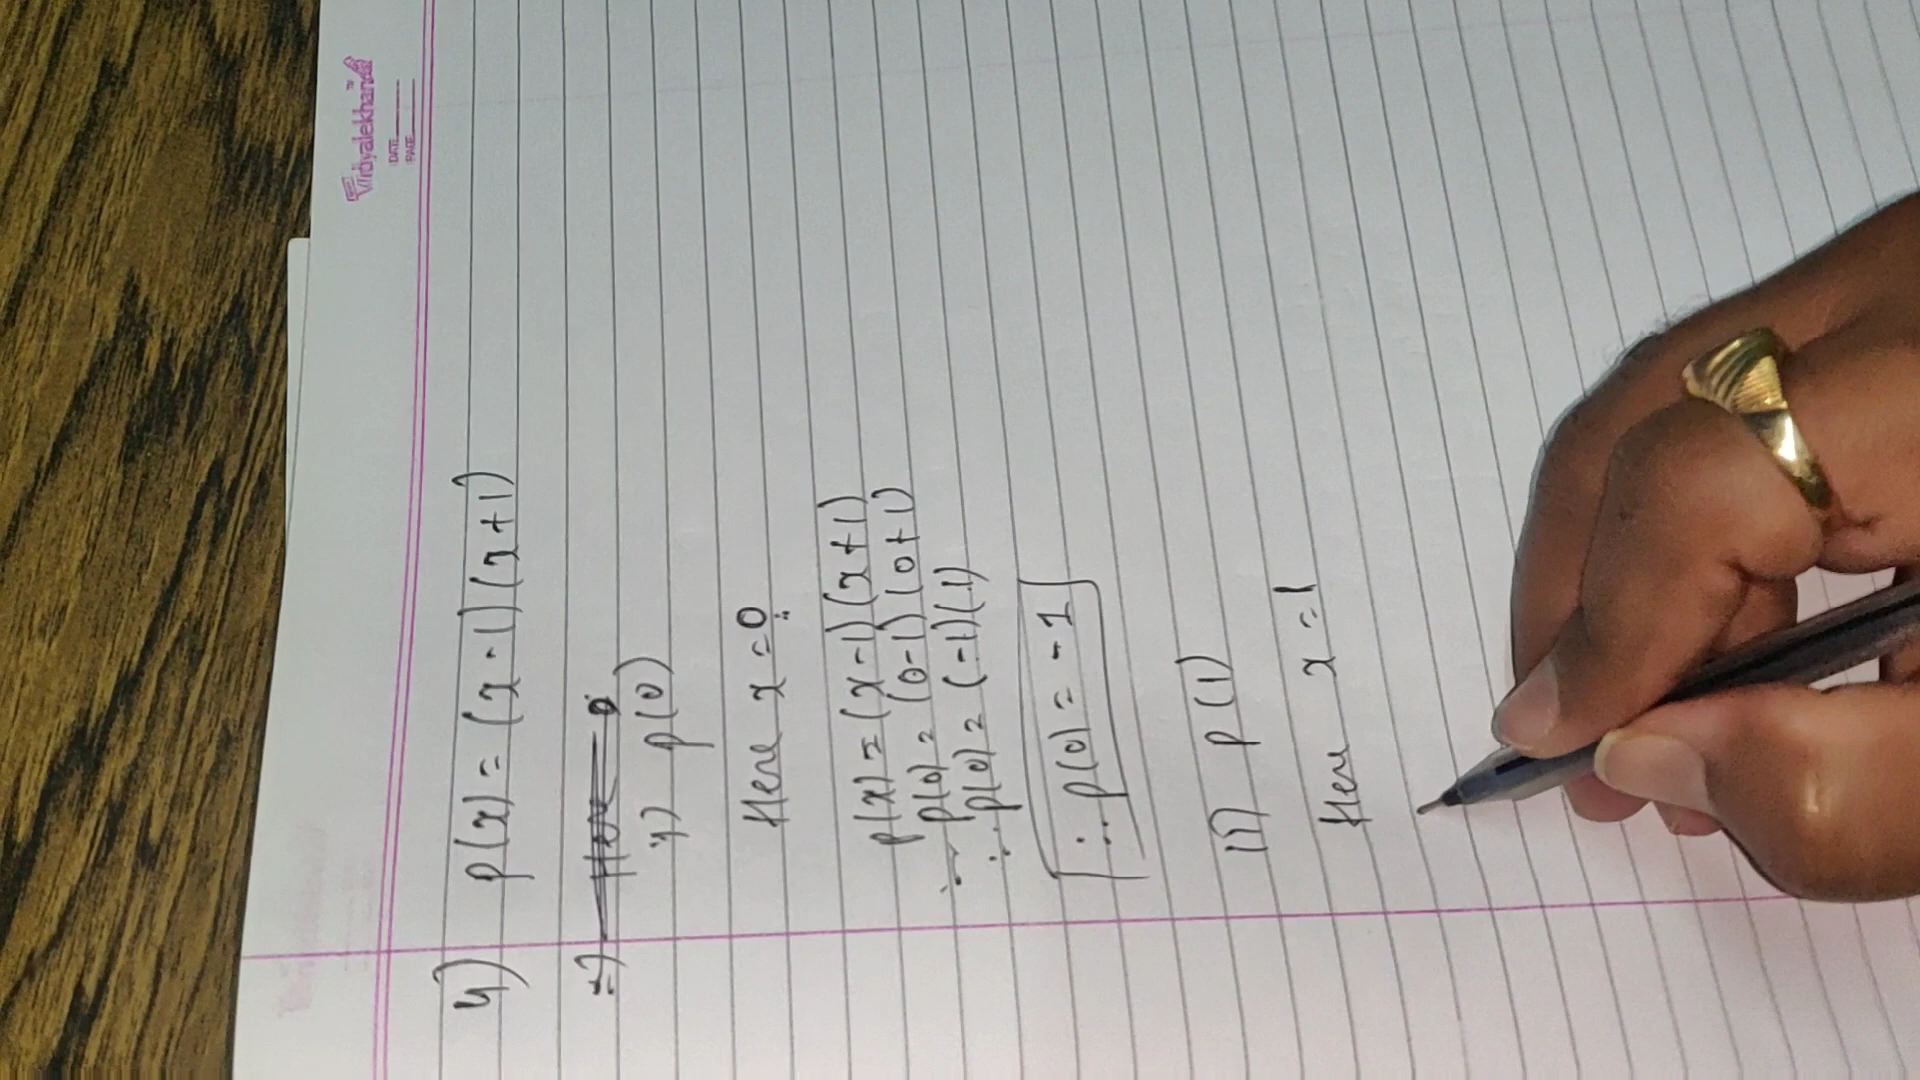 Vidyalekhan™
DATE
PAGE
4) p(x) = (x-1)(x+1)
=)
i) p(0)
Here x=0
p(x) = (x-1)(x+1)
∴ p(0) = (0-1)(0+1)
∴ p(0) = (-1)(1)
∴ p(0) = -1
ii) p(1)
Here x=1